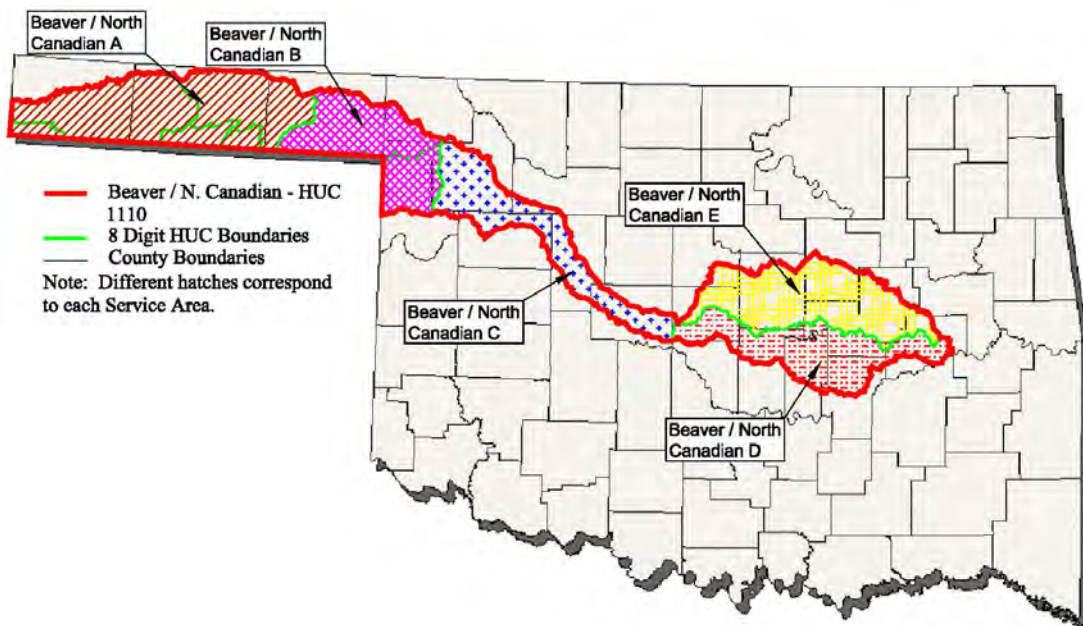 Beaver / North
Canadian A
Beaver / North
Canadian B
Beaver / N. Canadian - HUC
1110
8 Digit HUC Boundaries
County Boundaries
Note: Different hatches correspond
to each Service Area.
Beaver / North
Canadian E
Beaver / North
Canadian C
Beaver / North
Canadian D